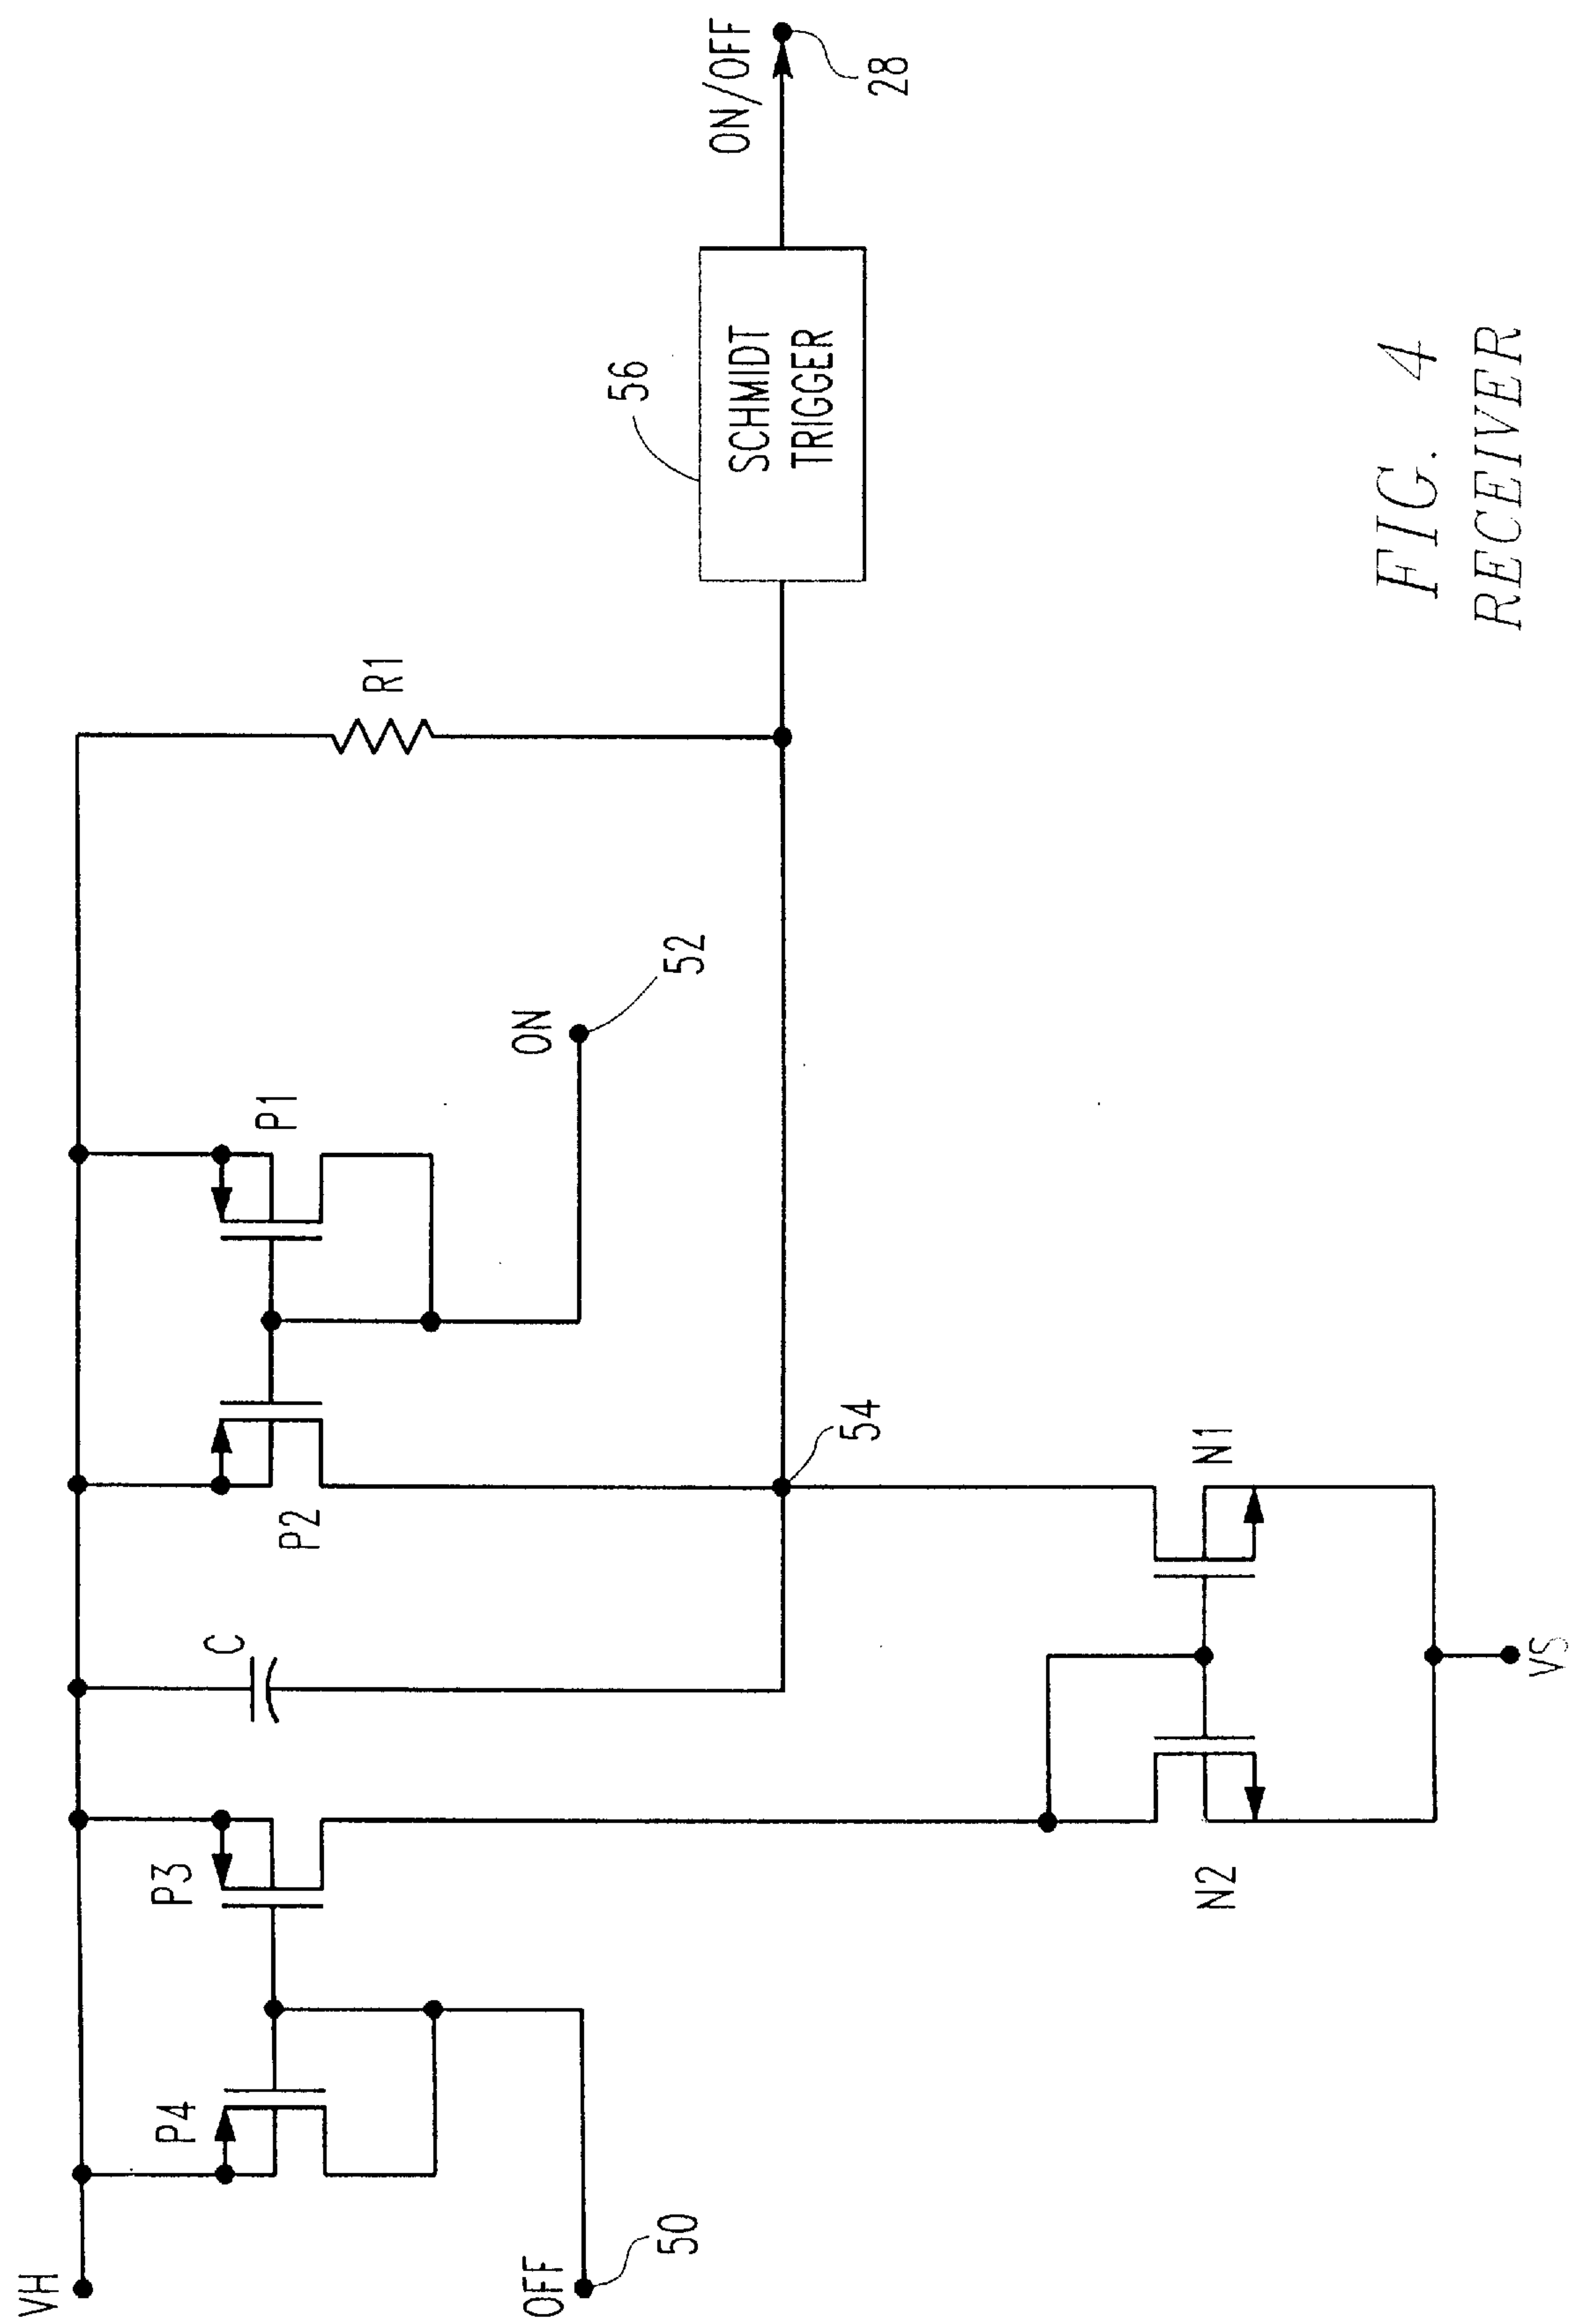 VH
OFF
50
P4
P3
C
P2
P1
ON
52
54
R1
56
SCHMIDT
TRIGGER
ON/OFF
28
N2
N1
VS
FIG. 4
RECEIVER